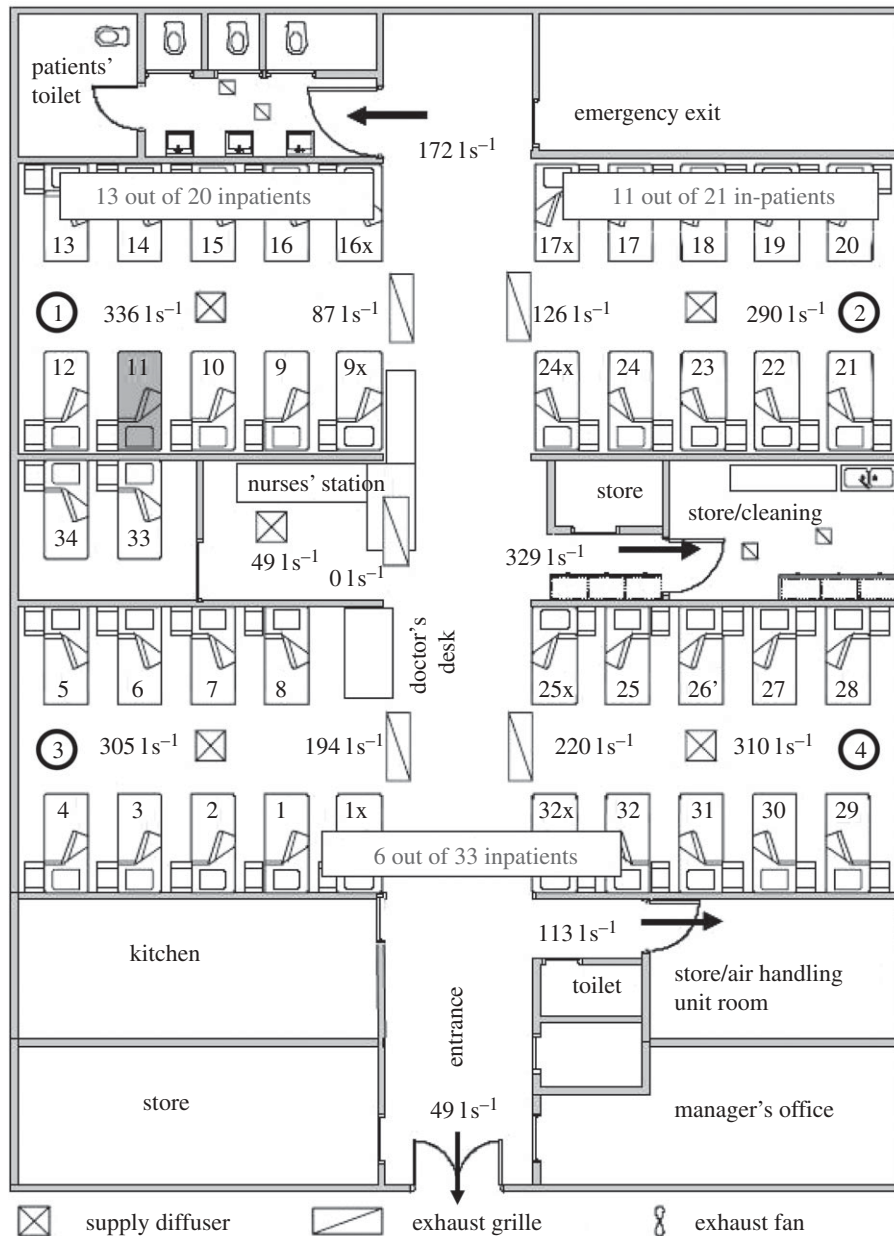 patients'
toilet
emergency exit
172 l s⁻¹
13 out of 20 inpatients
11 out of 21 in-patients
13 14 15 16 16x
17x 17 18 19 20
1 336 l s⁻¹ 87 l s⁻¹
126 l s⁻¹ 290 l s⁻¹ 2
12 11 10 9 9x
24x 24 23 22 21
nurses' station
store
store/cleaning
34 33
49 l s⁻¹
0 l s⁻¹
329 l s⁻¹
5 6 7 8
doctor's
desk
25x 25 26' 27 28
3 305 l s⁻¹ 194 l s⁻¹
220 l s⁻¹ 310 l s⁻¹ 4
4 3 2 1 1x
32x 32 31 30 29
6 out of 33 inpatients
kitchen
113 l s⁻¹
toilet
store/air handling
unit room
entrance
store
49 l s⁻¹
manager's office
supply diffuser
exhaust grille
exhaust fan